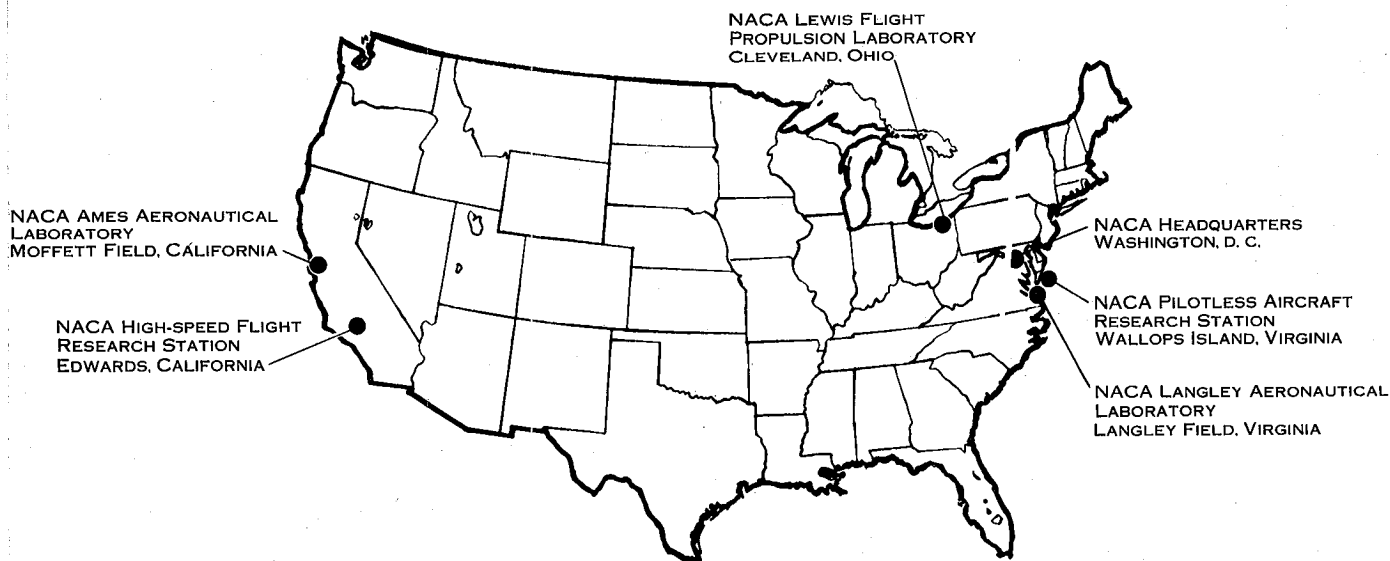 NACA LEWIS FLIGHT
PROPULSION LABORATORY
CLEVELAND, OHIO
NACA AMES AERONAUTICAL
LABORATORY
MOFFETT FIELD, CALIFORNIA
NACA HEADQUARTERS
WASHINGTON, D. C.
NACA HIGH-SPEED FLIGHT
RESEARCH STATION
EDWARDS, CALIFORNIA
NACA PILOTLESS AIRCRAFT
RESEARCH STATION
WALLOPS ISLAND, VIRGINIA
NACA LANGLEY AERONAUTICAL
LABORATORY
LANGLEY FIELD, VIRGINIA